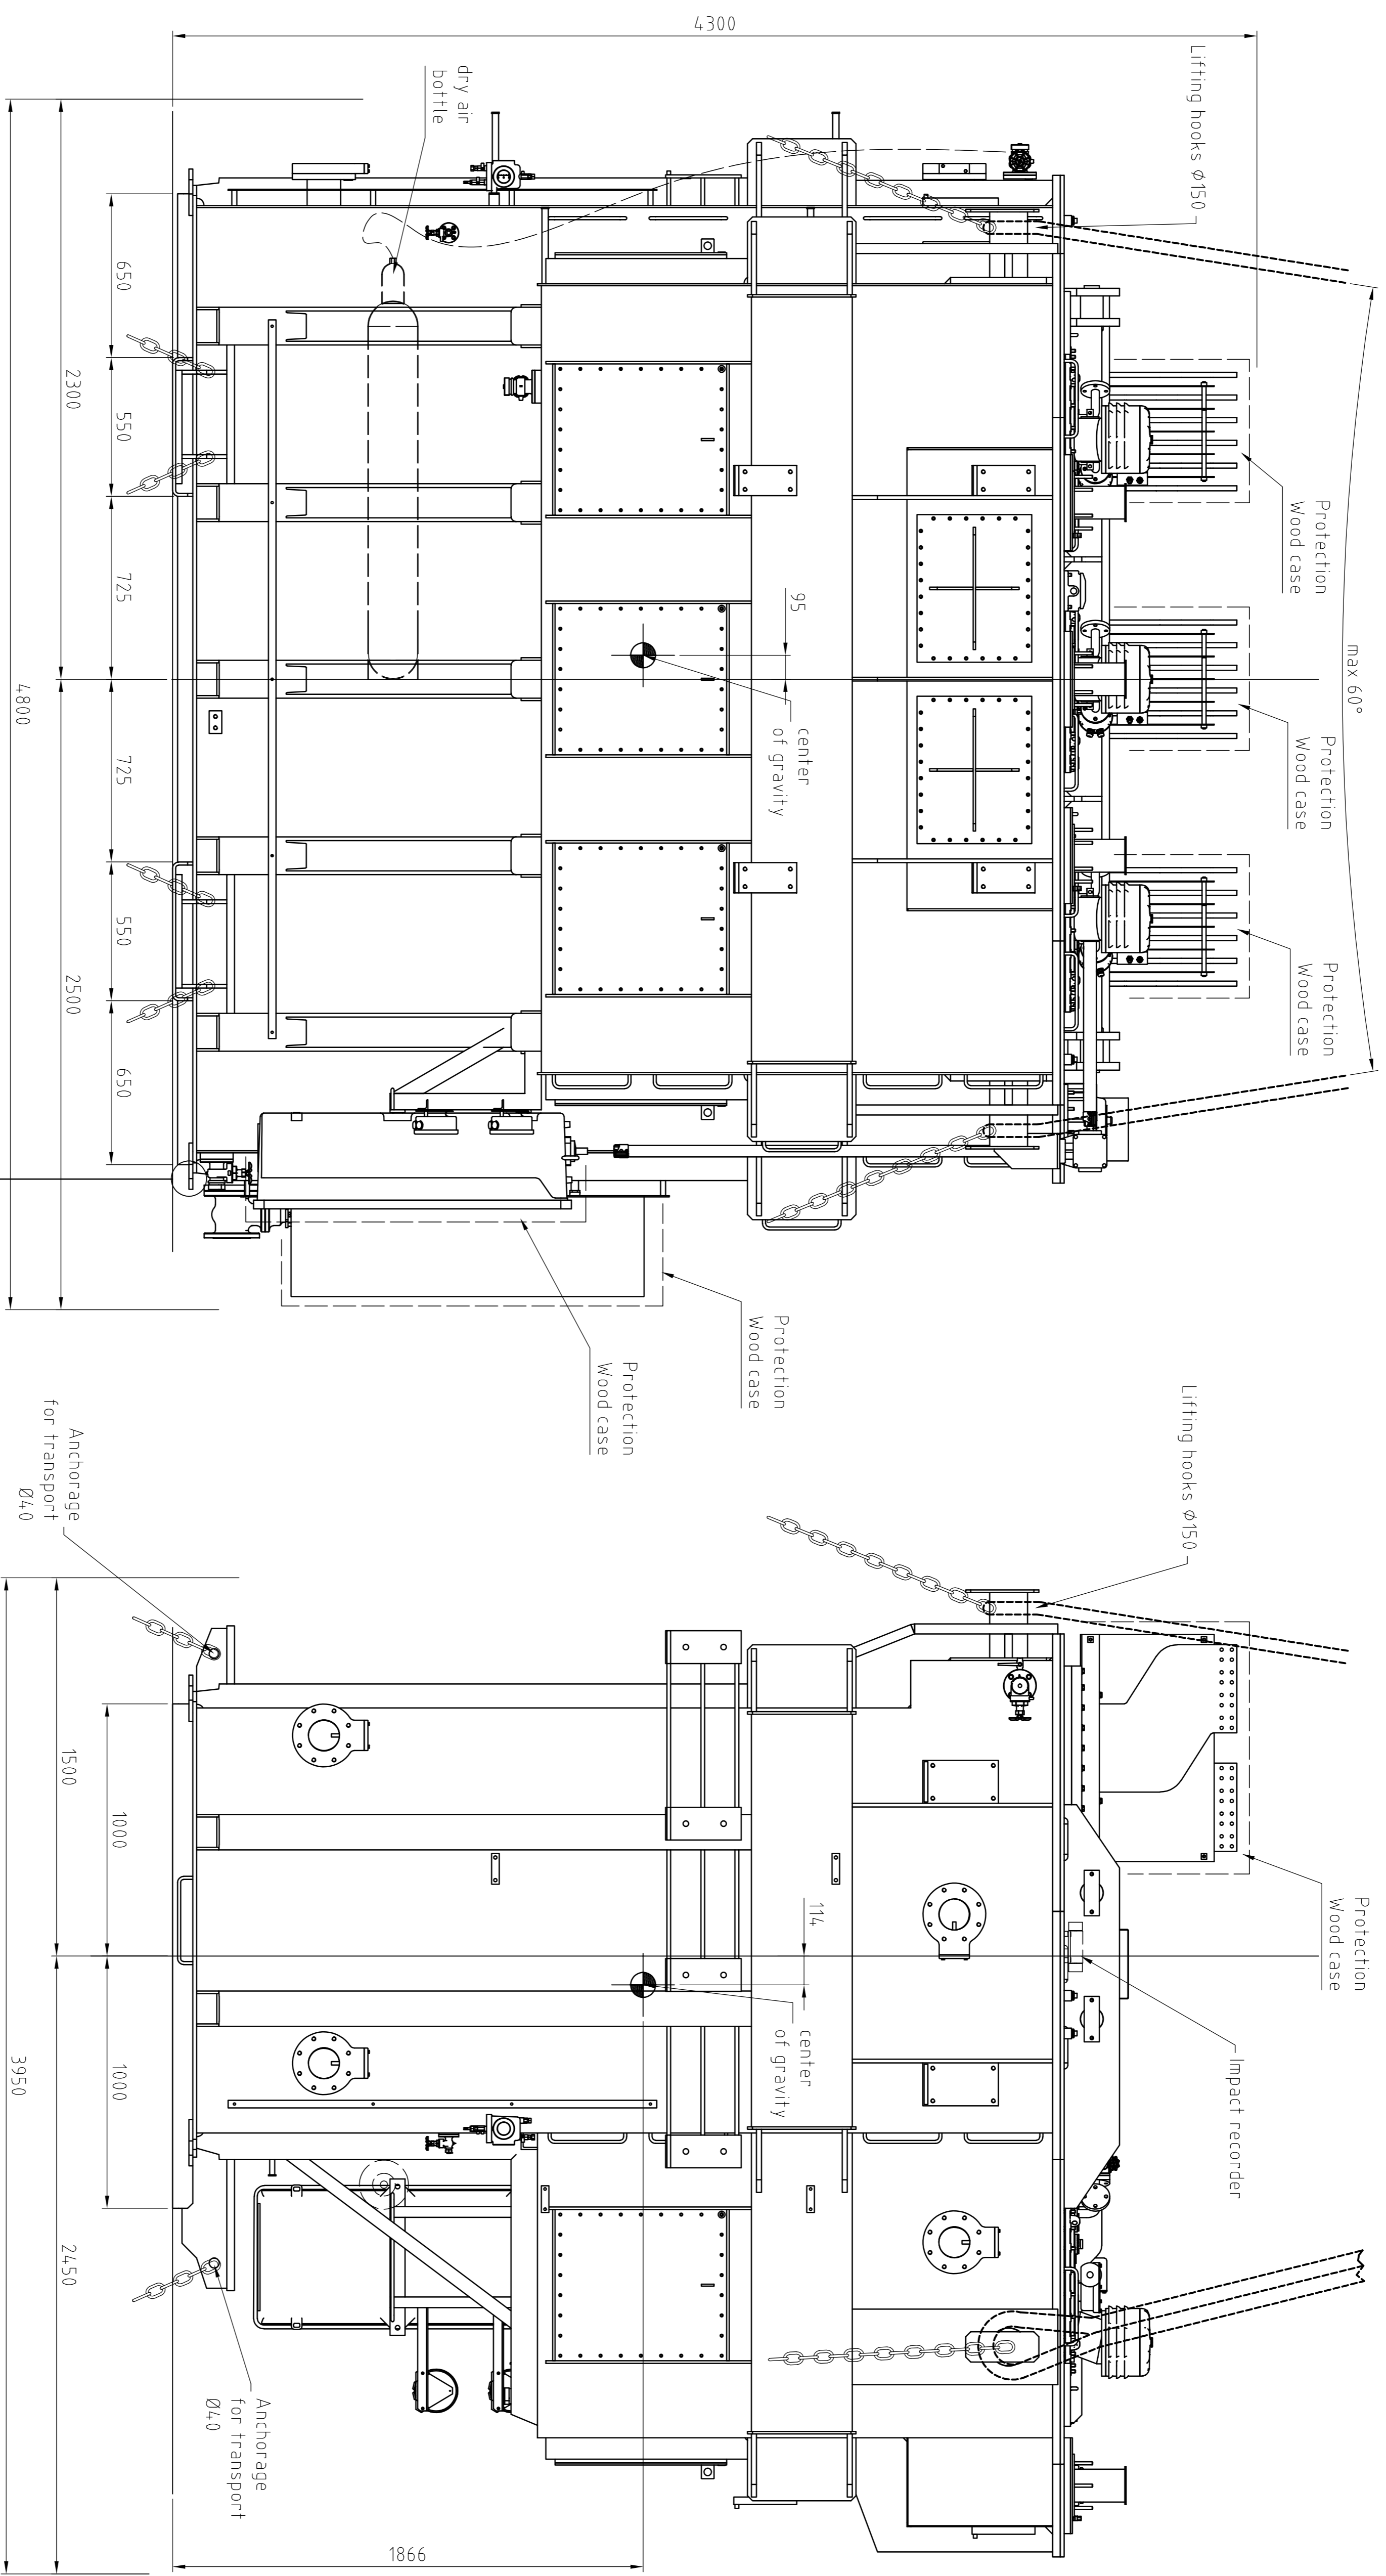 4300
Lifting hooks Ø150
dry air
bottle
max 60°
Protection
Wood case
Protection
Wood case
Protection
Wood case
95
center
of gravity
650
550
725
725
550
650
2300
2500
4800
Protection
Wood case
Protection
Wood case
Lifting hooks Ø150
Protection
Wood case
Impact recorder
114
center
of gravity
Anchorage
for transport
Ø40
Anchorage
for transport
Ø40
1000
1000
1500
2450
3950
1866